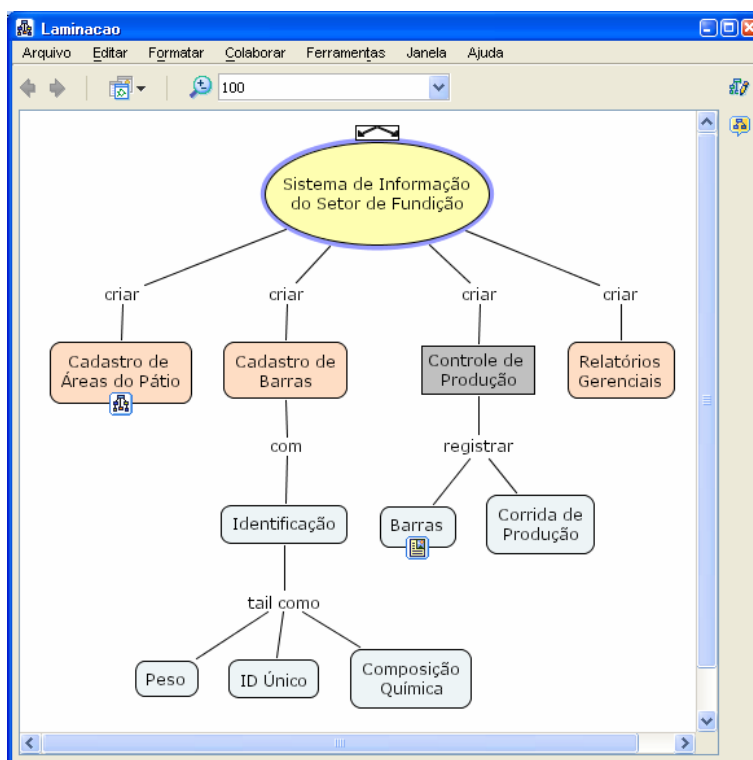 Laminacao
Arquivo Editar Formatar Colaborar Ferramentas Janela Ajuda
100
Sistema de Informação
do Setor de Fundição
criar criar criar criar
Cadastro de
Áreas do Pátio
Cadastro de
Barras
Controle de
Produção
Relatórios
Gerenciais
com
registrar
Identificação
Barras
Corrida de
Produção
tail como
Peso
ID Único
Composição
Química